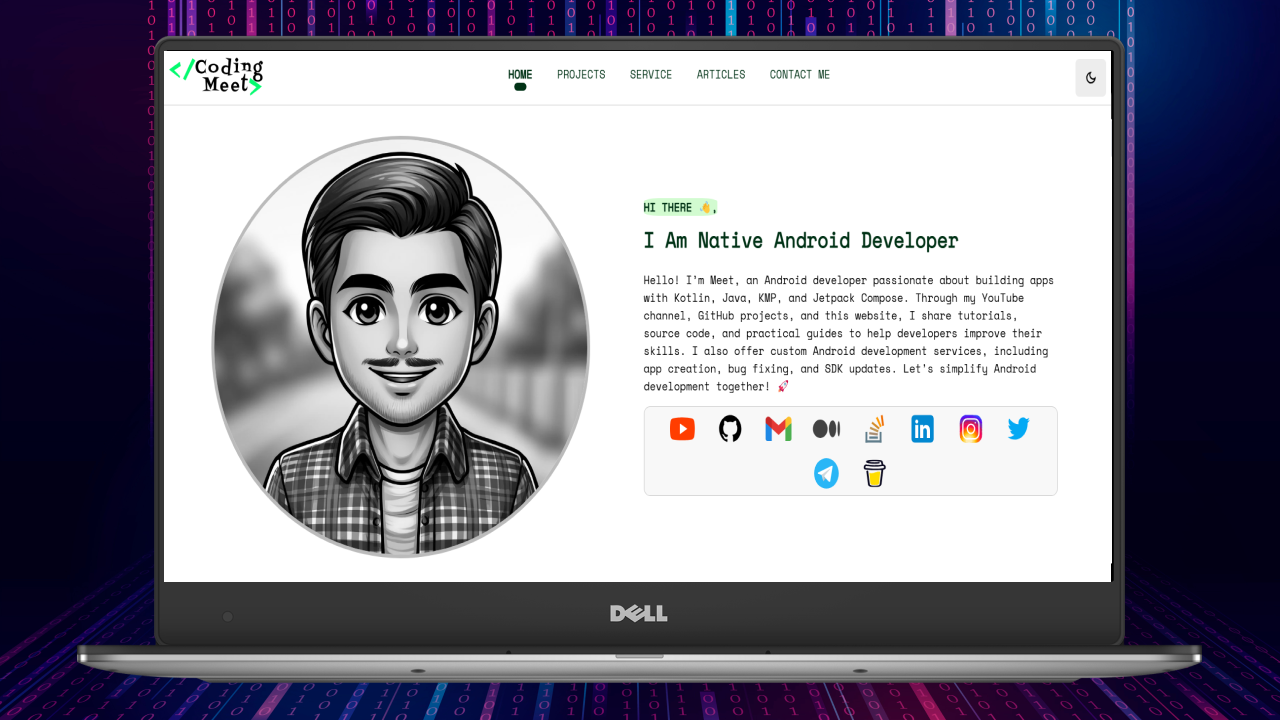 </Coding
Meet>
HOME PROJECTS SERVICE ARTICLES CONTACT ME
HI THERE 👋,
I Am Native Android Developer
Hello! I'm Meet, an Android developer passionate about building apps
with Kotlin, Java, KMP, and Jetpack Compose. Through my YouTube
channel, GitHub projects, and this website, I share tutorials,
source code, and practical guides to help developers improve their
skills. I also offer custom Android development services, including
app creation, bug fixing, and SDK updates. Let's simplify Android
development together! 🚀
in
DELL